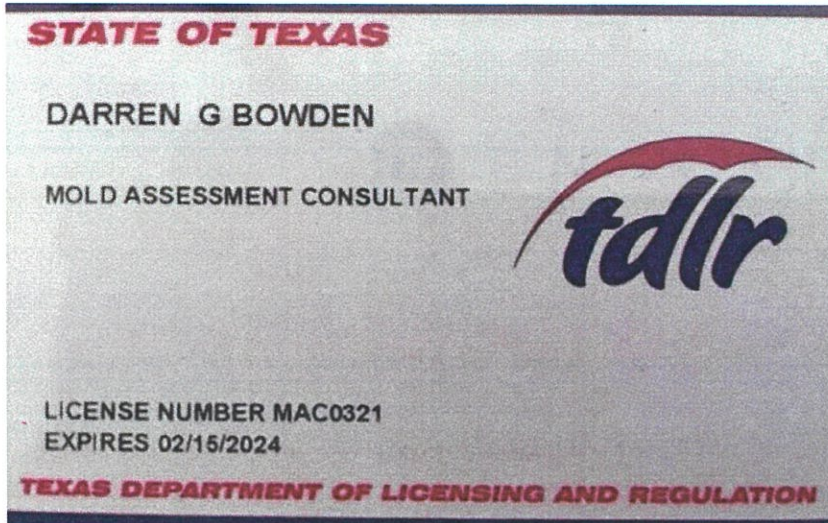 STATE OF TEXAS
DARREN G BOWDEN
MOLD ASSESSMENT CONSULTANT
tdlr
LICENSE NUMBER MAC0321
EXPIRES 02/15/2024
TEXAS DEPARTMENT OF LICENSING AND REGULATION